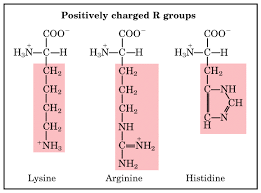 Positively charged R groups
COO⁻ COO⁻ COO⁻
H₃N⁺—C—H H₃N⁺—C—H H₃N⁺—C—H
CH₂ CH₂ CH₂
CH₂ CH₂ C—NH
CH₂ CH₂ CH
CH₂ NH C—N
⁺NH₃ C=NH₂⁺ H
NH₂
Lysine Arginine Histidine